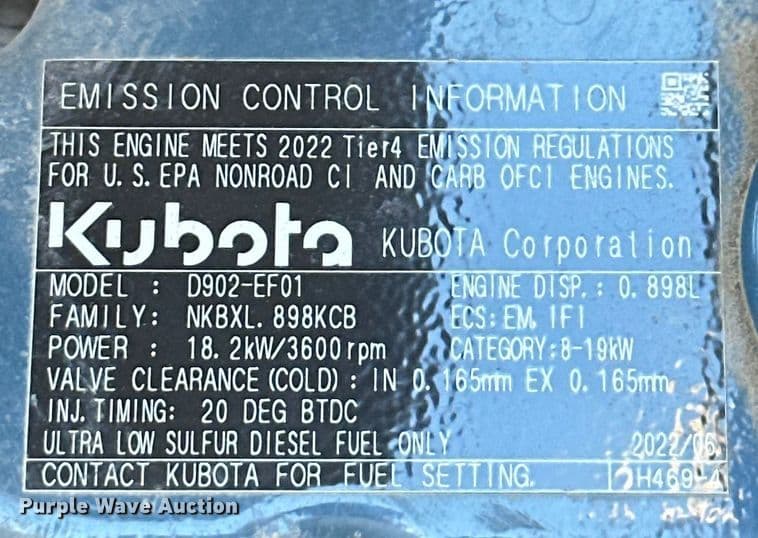 EMISSION CONTROL INFORMATION
THIS ENGINE MEETS 2022 Tier4 EMISSION REGULATIONS
FOR U.S.EPA NONROAD CI AND CARB OFCI ENGINES.
Kubota KUBOTA Corporation
MODEL : D902-EF01 ENGINE DISP.: 0.898L
FAMILY: NKBXL.898KCB ECS: EM, IFI
POWER : 18.2kW/3600rpm CATEGORY:8-19kW
VALVE CLEARANCE(COLD): IN 0.165mm EX 0.165mm
INJ.TIMING: 20 DEG BTDC
ULTRA LOW SULFUR DIESEL FUEL ONLY 2022/06
CONTACT KUBOTA FOR FUEL SETTING.
Purple Wave Auction